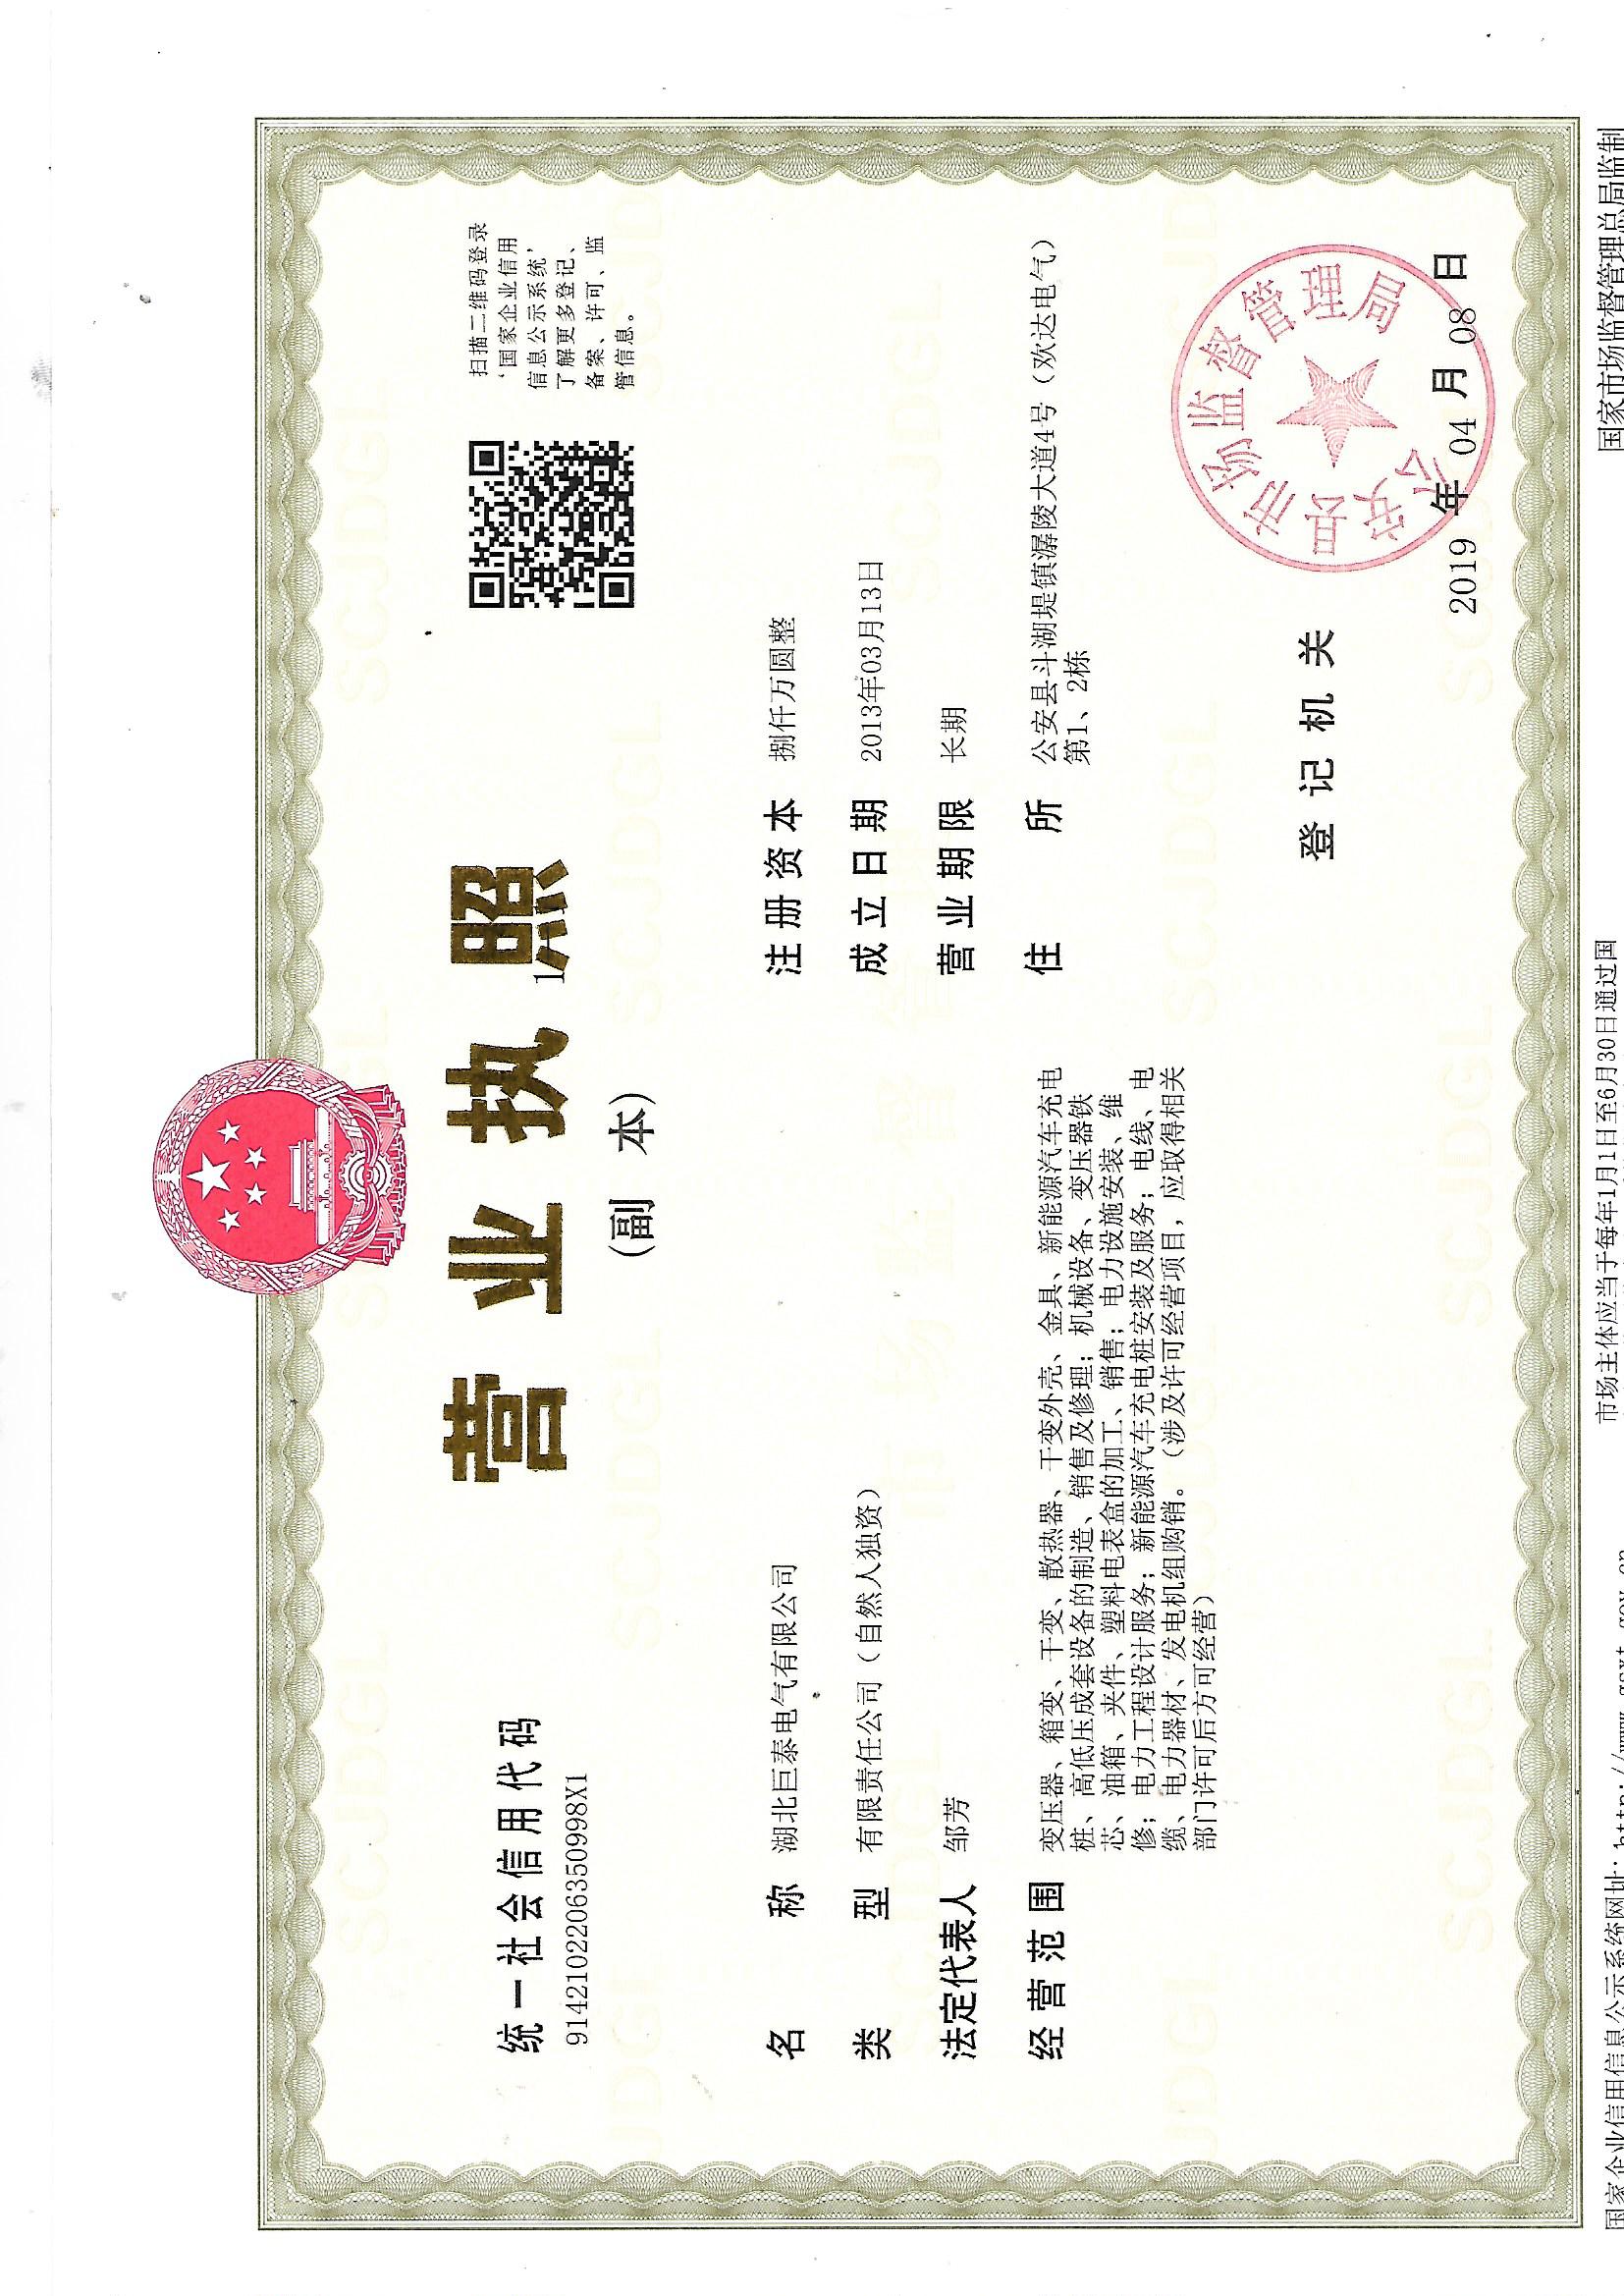 营业执照
1
(副 本)
统一社会信用代码
9142102206350998X1
扫描二维码登录
‘国家企业信用
信息公示系统’
了解更多登记、
备案、许可、监
管信息。
名 称 湖北巨泰电气有限公司
类 型 有限责任公司（自然人独资）
法定代表人 邹芳
经营范围 变压器、箱变、干变、散热器、干变外壳、金具、新能源汽车充电
桩、高低压成套设备的制造、销售及修理；机械设备、变压器铁
芯、油箱、夹件、塑料电表盒的加工、销售；电力设施安装、维
修；电力工程设计服务；新能源汽车充电桩安装及服务；电线、电
缆、电力器材、发电机组购销。（涉及许可经营项目，应取得相关
部门许可后方可经营）
注册资本 捌仟万圆整
成立日期 2013年03月13日
营业期限 长期
住 所 公安县斗湖堤镇潺陵大道4号（欢达电气）
第1、2栋
登记机关
公安县市场监督管理局
2019 年 04 月 08 日
SCJDGL
市场监督管理
国家企业信用信息公示系统网址: http://www.gsxt.gov.cn
市场主体应当于每年1月1日至6月30日通过国
国家市场监督管理总局监制